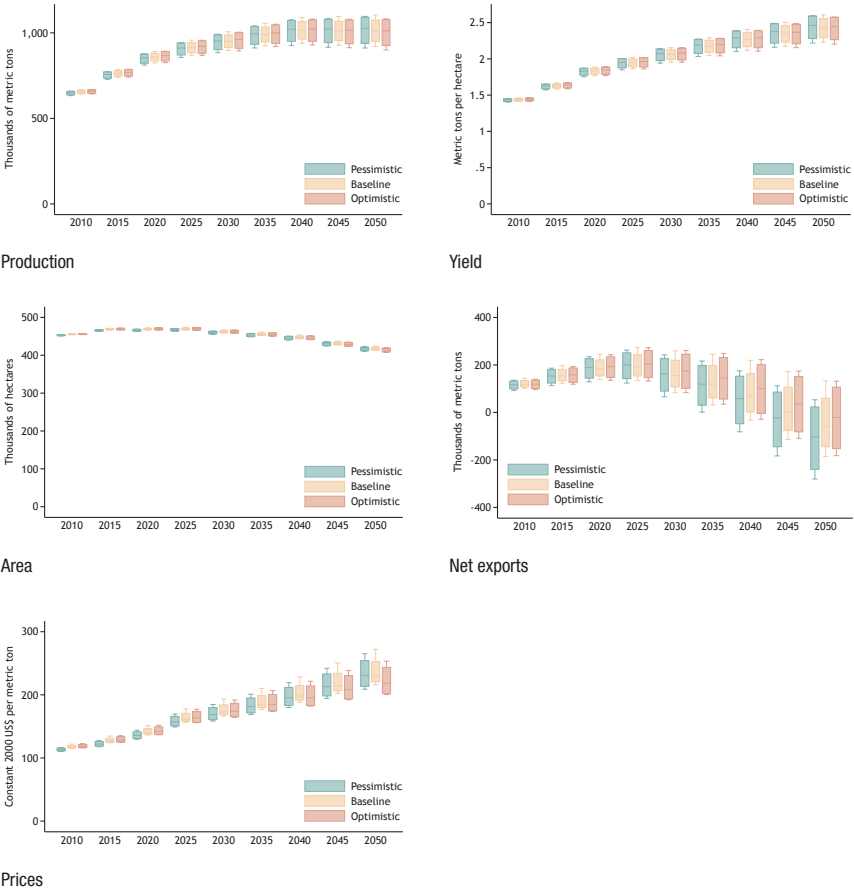 Thousands of metric tons
1,000
500
0
Pessimistic
Baseline
Optimistic
2010 2015 2020 2025 2030 2035 2040 2045 2050
Production
Metric tons per hectare
2.5
2
1.5
1
.5
0
Pessimistic
Baseline
Optimistic
2010 2015 2020 2025 2030 2035 2040 2045 2050
Yield
Thousands of hectares
500
400
300
200
100
0
Pessimistic
Baseline
Optimistic
2010 2015 2020 2025 2030 2035 2040 2045 2050
Area
Thousands of metric tons
400
200
0
-200
-400
Pessimistic
Baseline
Optimistic
2010 2015 2020 2025 2030 2035 2040 2045 2050
Net exports
Constant 2000 US$ per metric ton
300
200
100
0
Pessimistic
Baseline
Optimistic
2010 2015 2020 2025 2030 2035 2040 2045 2050
Prices